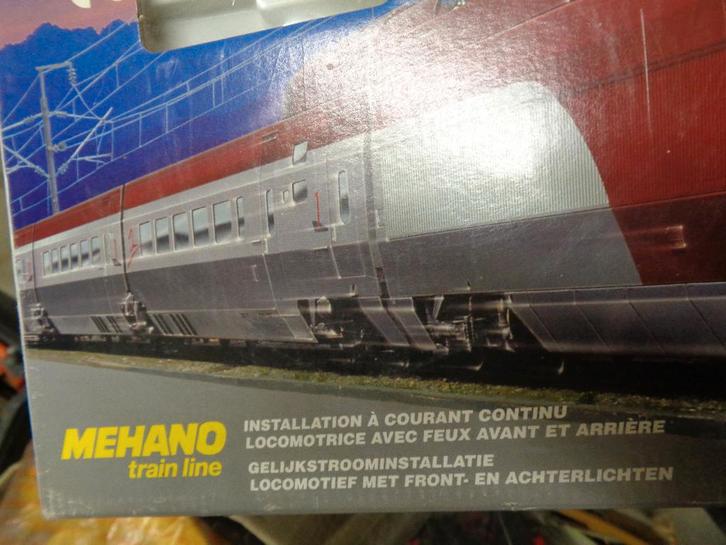 MEHANO
train line
INSTALLATION À COURANT CONTINU
LOCOMOTRICE AVEC FEUX AVANT ET ARRIÈRE
GELIJKSTROOMINSTALLATIE
LOCOMOTIEF MET FRONT- EN ACHTERLICHTEN